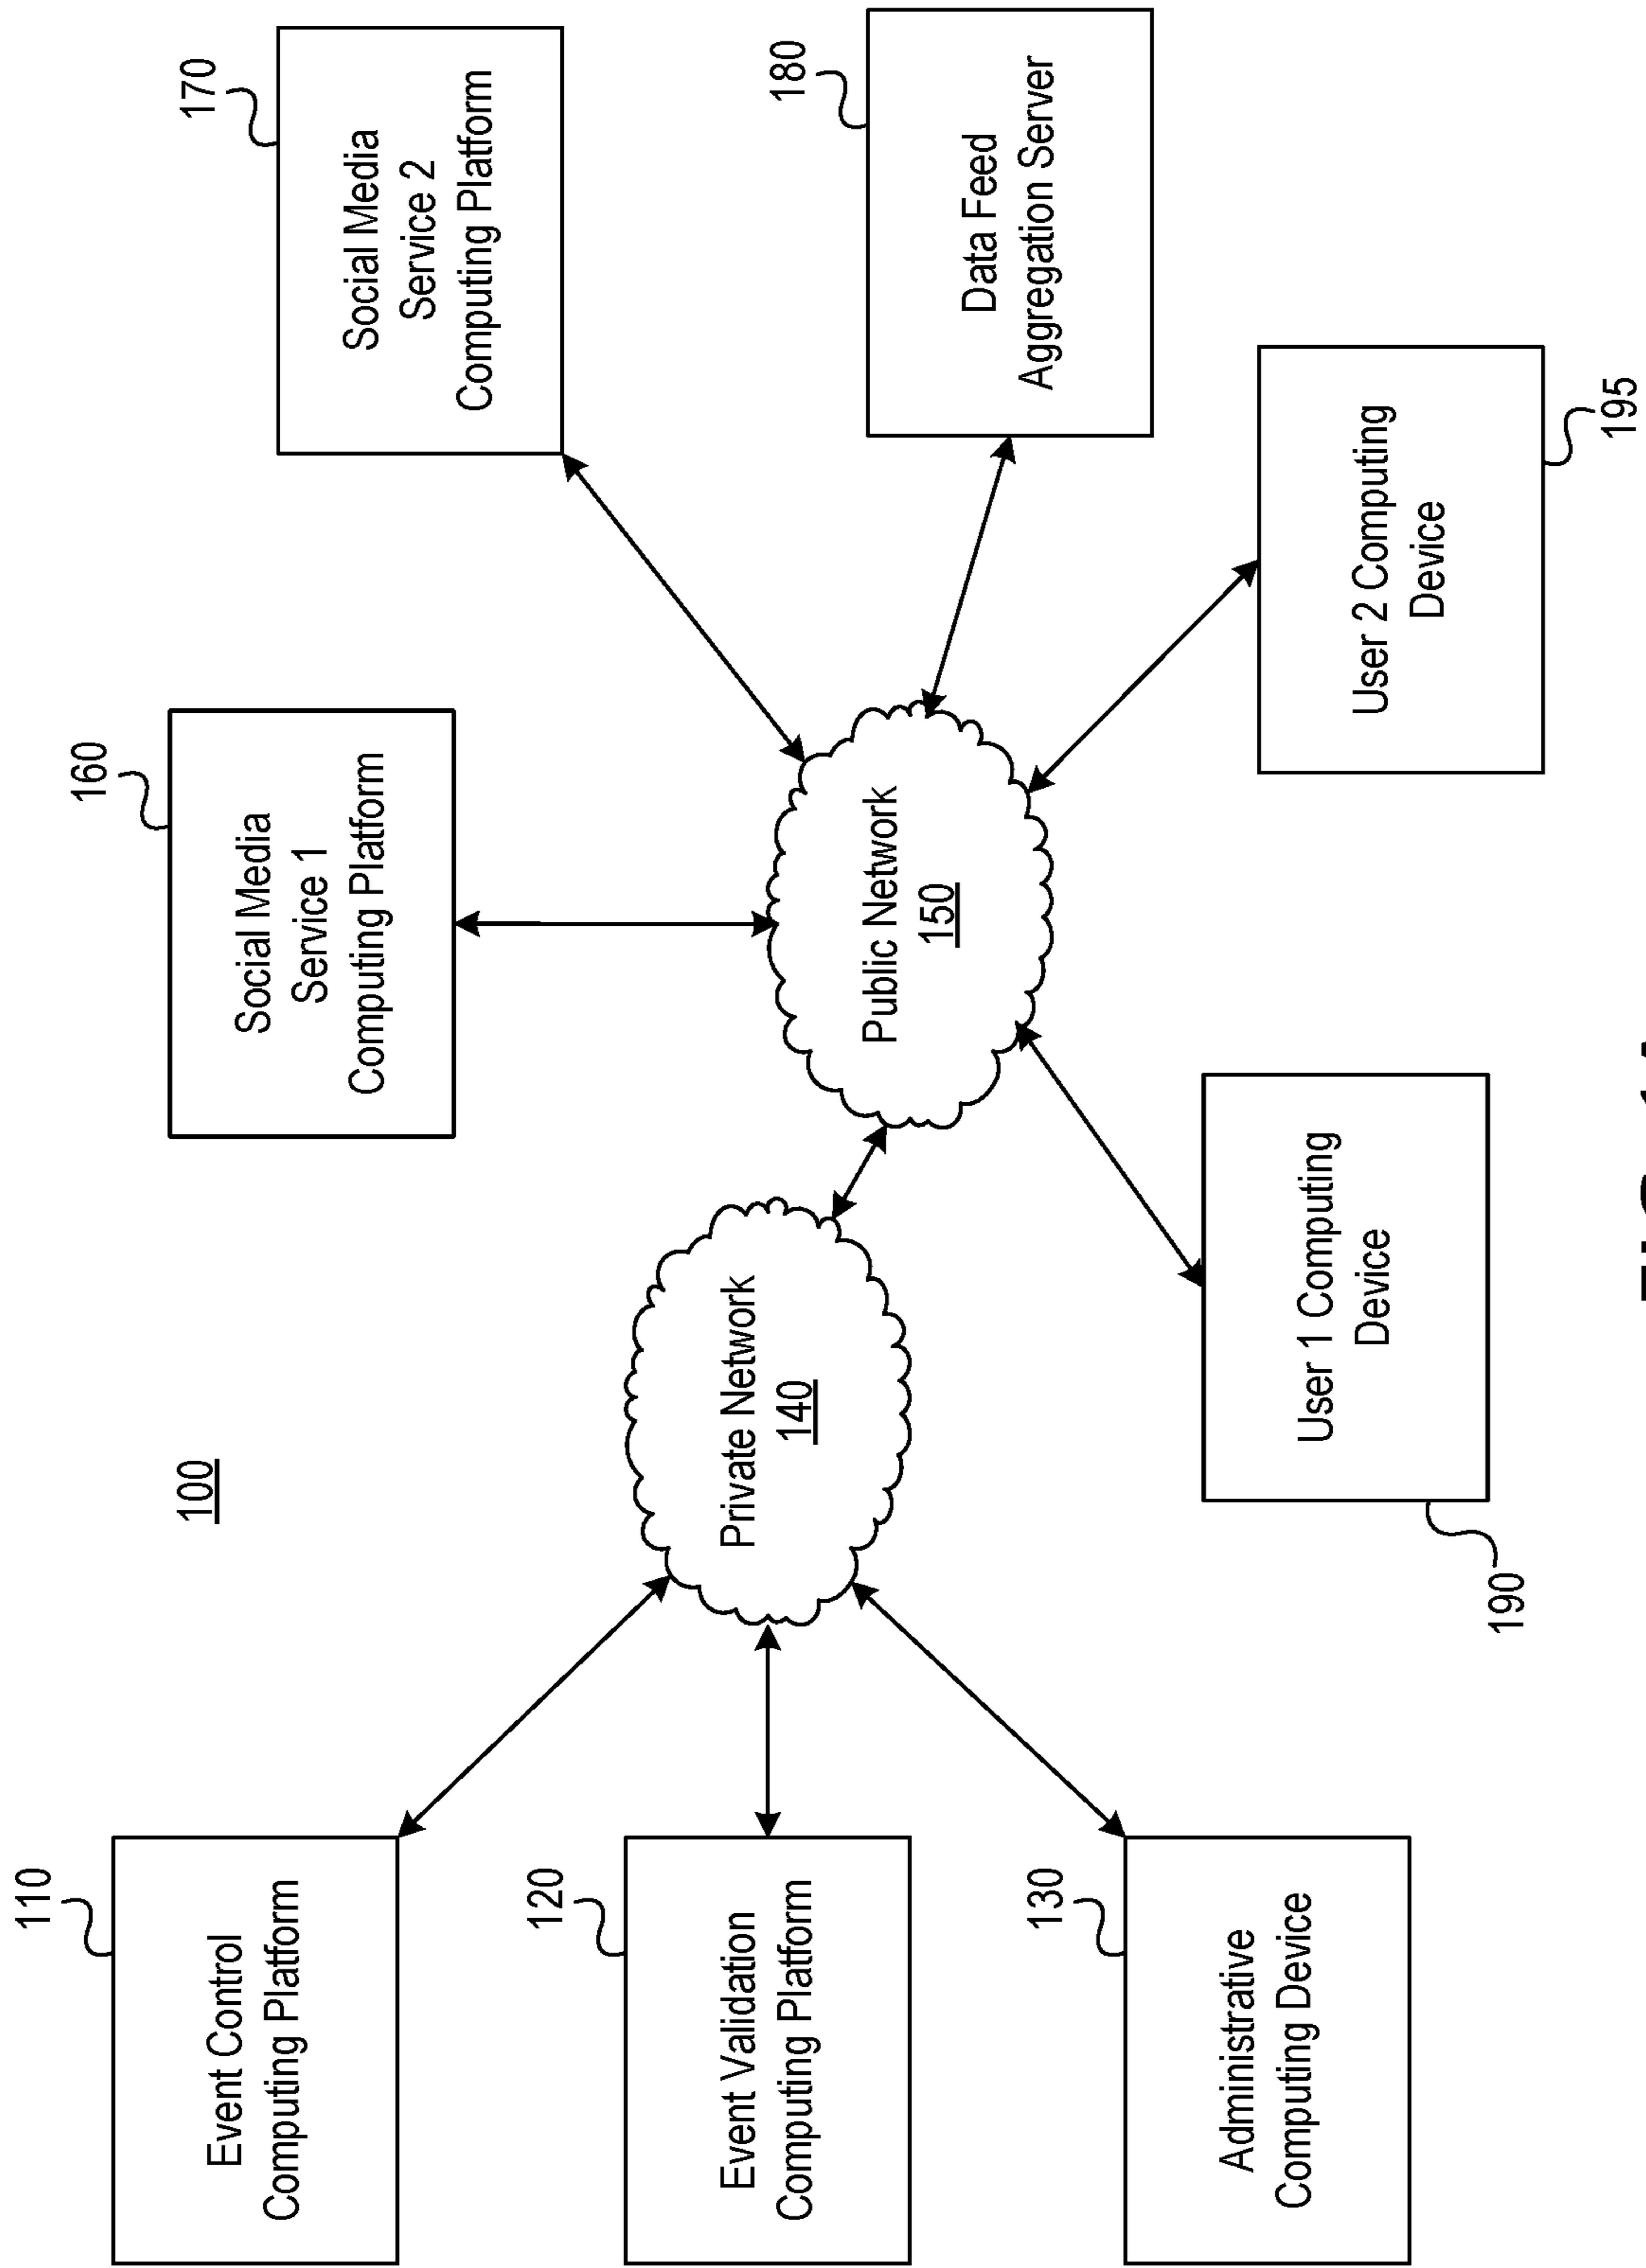 110
Event Control
Computing Platform
120
Event Validation
Computing Platform
130
Administrative
Computing Device
100
Private Network
140
160
Social Media
Service 1
Computing Platform
Public Network
150
170
Social Media
Service 2
Computing Platform
180
Data Feed
Aggregation Server
User 1 Computing
Device
190
User 2 Computing
Device
195